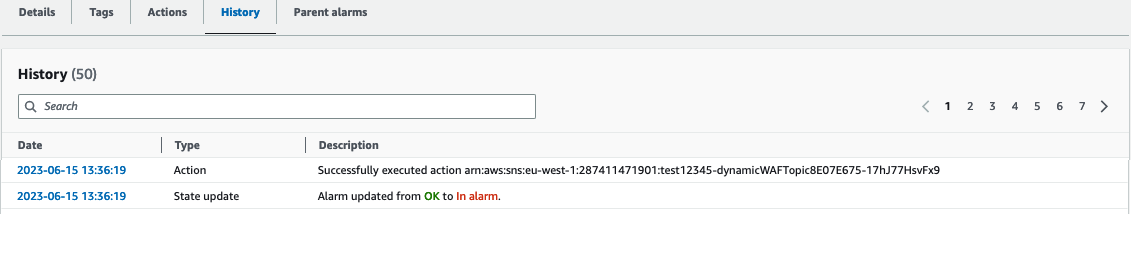 Details Tags Actions History Parent alarms
History (50)
Search 1 2 3 4 5 6 7
Date Type Description
2023-06-15 13:36:19 Action Successfully executed action arn:aws:sns:eu-west-1:287411471901:test12345-dynamicWAFTopic8E07E675-17hJ77HsvFx9
2023-06-15 13:36:19 State update Alarm updated from OK to In alarm.